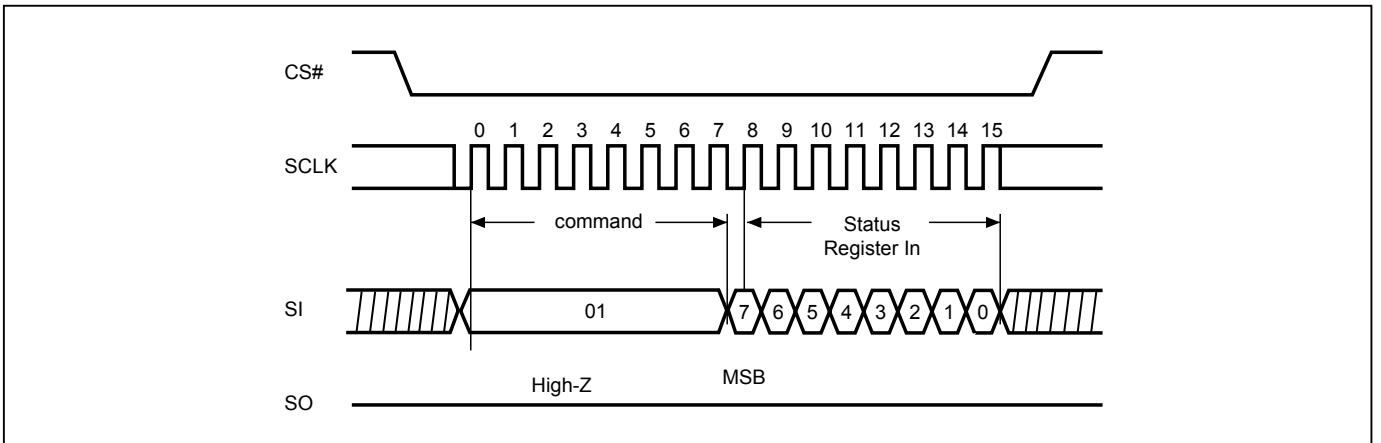 CS#
0 1 2 3 4 5 6 7 8 9 10 11 12 13 14 15
SCLK
command
Status
Register In
SI
01
7 6 5 4 3 2 1 0
High-Z
MSB
SO